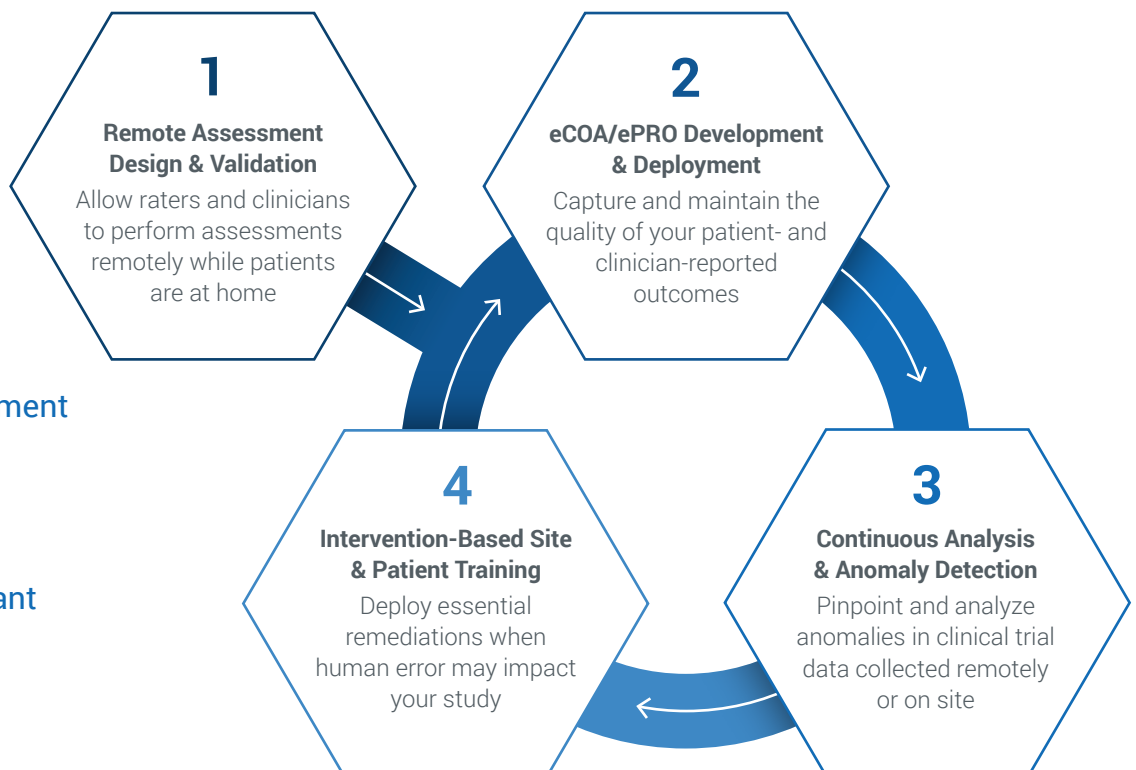 1
Remote Assessment
Design & Validation
Allow raters and clinicians
to perform assessments
remotely while patients
are at home
2
eCOA/ePRO Development
& Deployment
Capture and maintain the
quality of your patient- and
clinician-reported
outcomes
ment
ant
4
Intervention-Based Site
& Patient Training
Deploy essential
remediations when
human error may impact
your study
3
Continuous Analysis
& Anomaly Detection
Pinpoint and analyze
anomalies in clinical trial
data collected remotely
or on site